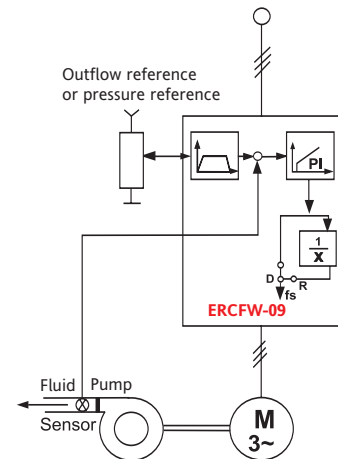 Outflow reference
or pressure reference
PI
1
x
D
R
fs
ERCFW-09
Fluid Pump
Sensor
M
3~